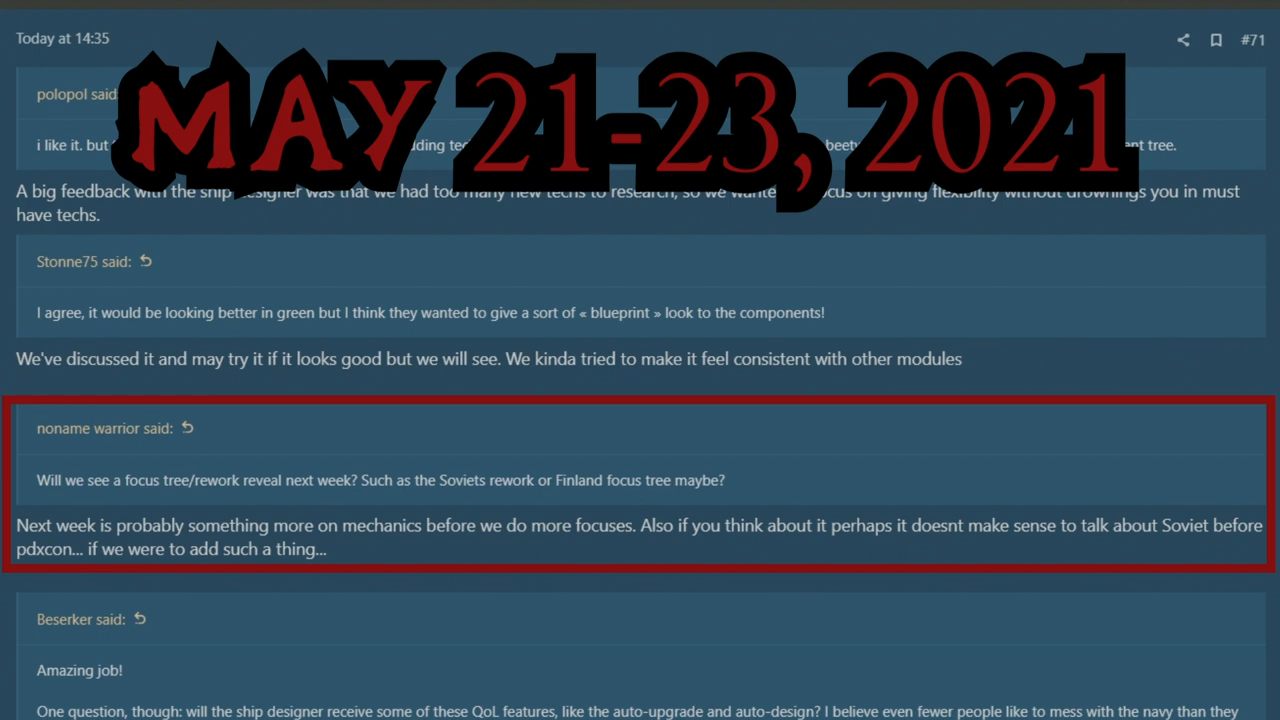 Today at 14:35
#71
MAY 21-23, 2021
polopol said:
i like it. but ent tree.
A big feedback with the ship designer was that we had too many new techs to research, so we wanted focus on giving flexibility without drownings you in must
have techs.
Stonne75 said:
I agree, it would be looking better in green but I think they wanted to give a sort of « blueprint » look to the components!
We've discussed it and may try it if it looks good but we will see. We kinda tried to make it feel consistent with other modules
noname warrior said:
Will we see a focus tree/rework reveal next week? Such as the Soviets rework or Finland focus tree maybe?
Next week is probably something more on mechanics before we do more focuses. Also if you think about it perhaps it doesnt make sense to talk about Soviet before
pdxcon... if we were to add such a thing...
Beserker said:
Amazing job!
One question, though: will the ship designer receive some of these QoL features, like the auto-upgrade and auto-design? I believe even fewer people like to mess with the navy than they